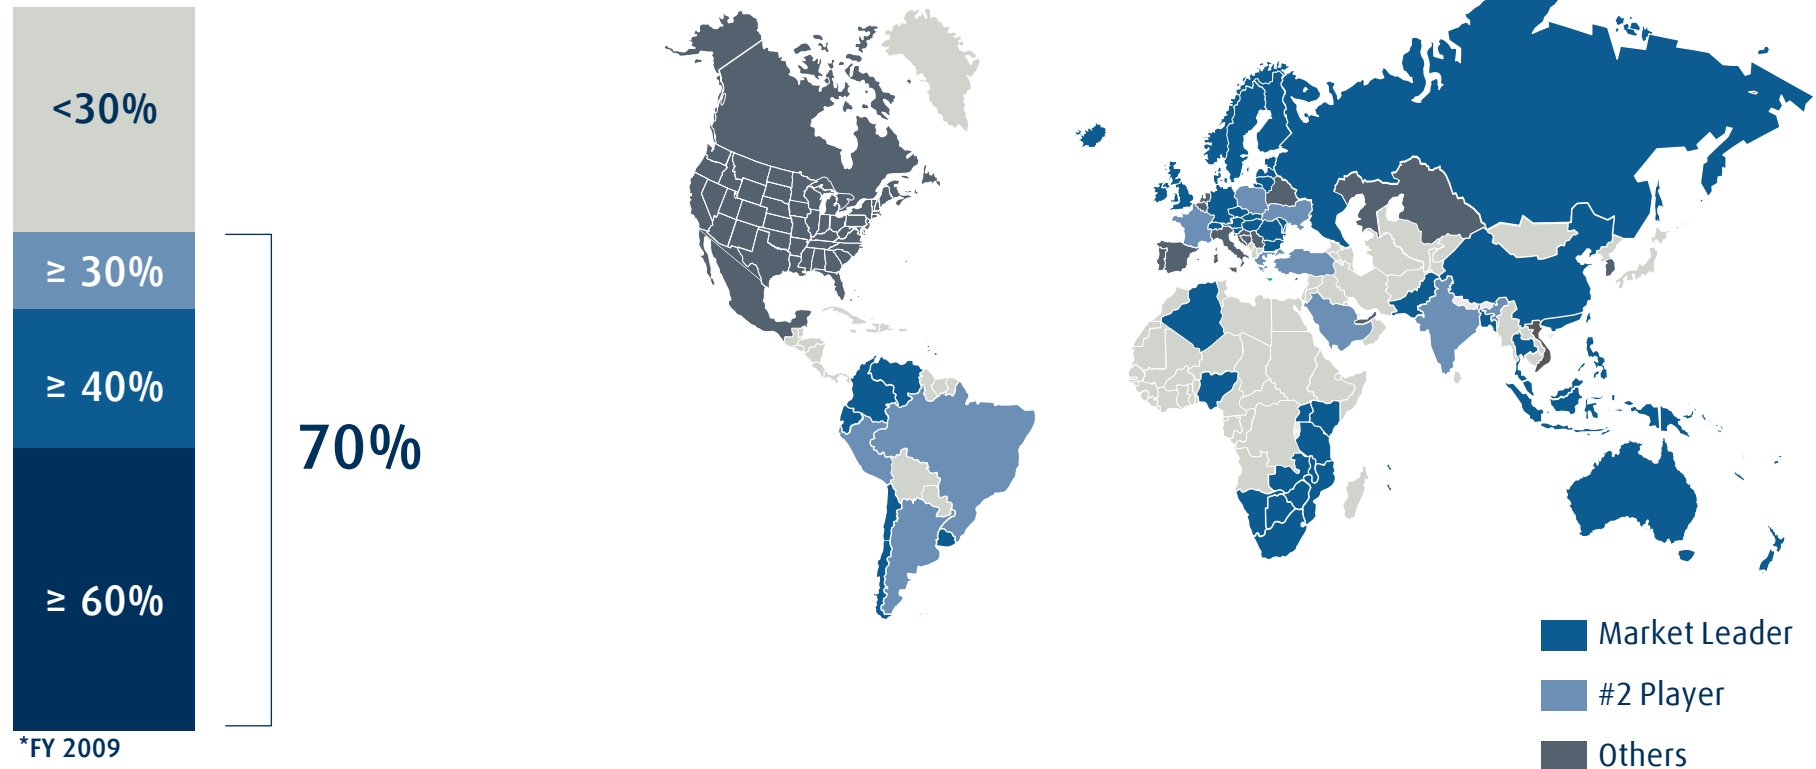 <30%
≥ 30%
≥ 40%
70%
≥ 60%
*FY 2009
Market Leader
#2 Player
Others